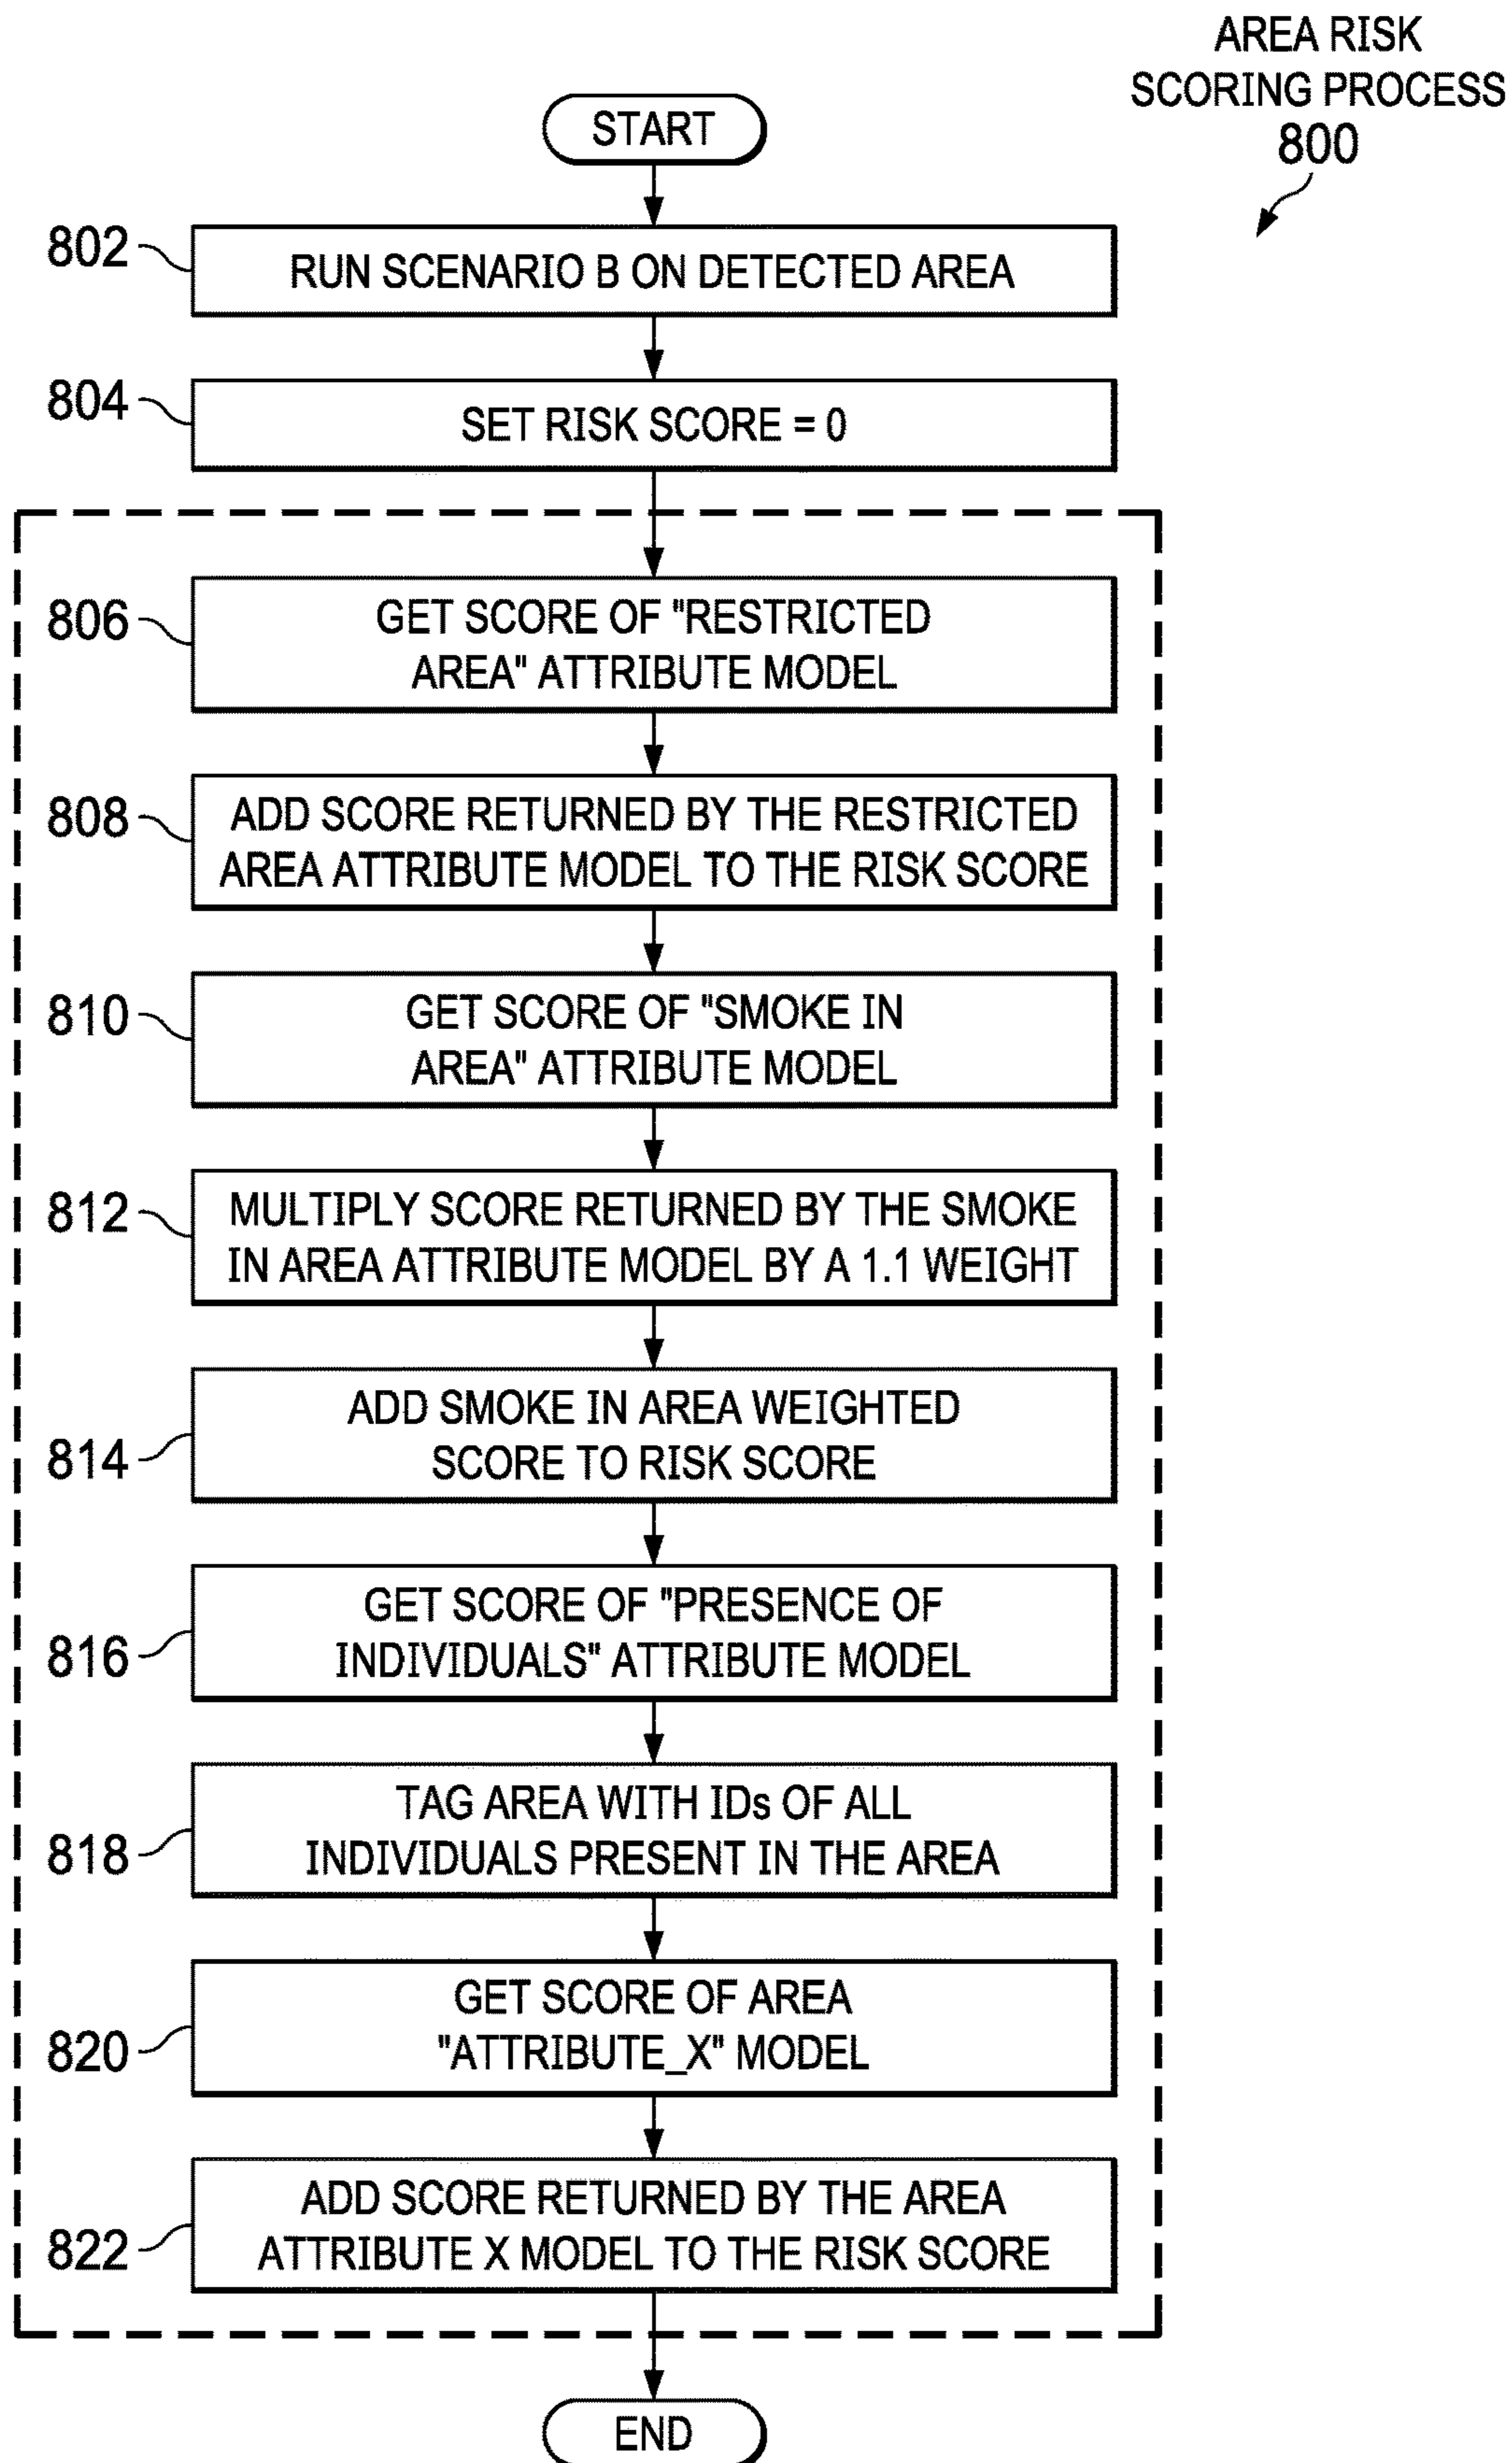 AREA RISK
SCORING PROCESS
800
START
802
RUN SCENARIO B ON DETECTED AREA
804
SET RISK SCORE = 0
806
GET SCORE OF "RESTRICTED
AREA" ATTRIBUTE MODEL
808
ADD SCORE RETURNED BY THE RESTRICTED
AREA ATTRIBUTE MODEL TO THE RISK SCORE
810
GET SCORE OF "SMOKE IN
AREA" ATTRIBUTE MODEL
812
MULTIPLY SCORE RETURNED BY THE SMOKE
IN AREA ATTRIBUTE MODEL BY A 1.1 WEIGHT
814
ADD SMOKE IN AREA WEIGHTED
SCORE TO RISK SCORE
816
GET SCORE OF "PRESENCE OF
INDIVIDUALS" ATTRIBUTE MODEL
818
TAG AREA WITH IDs OF ALL
INDIVIDUALS PRESENT IN THE AREA
820
GET SCORE OF AREA
"ATTRIBUTE_X" MODEL
822
ADD SCORE RETURNED BY THE AREA
ATTRIBUTE X MODEL TO THE RISK SCORE
END